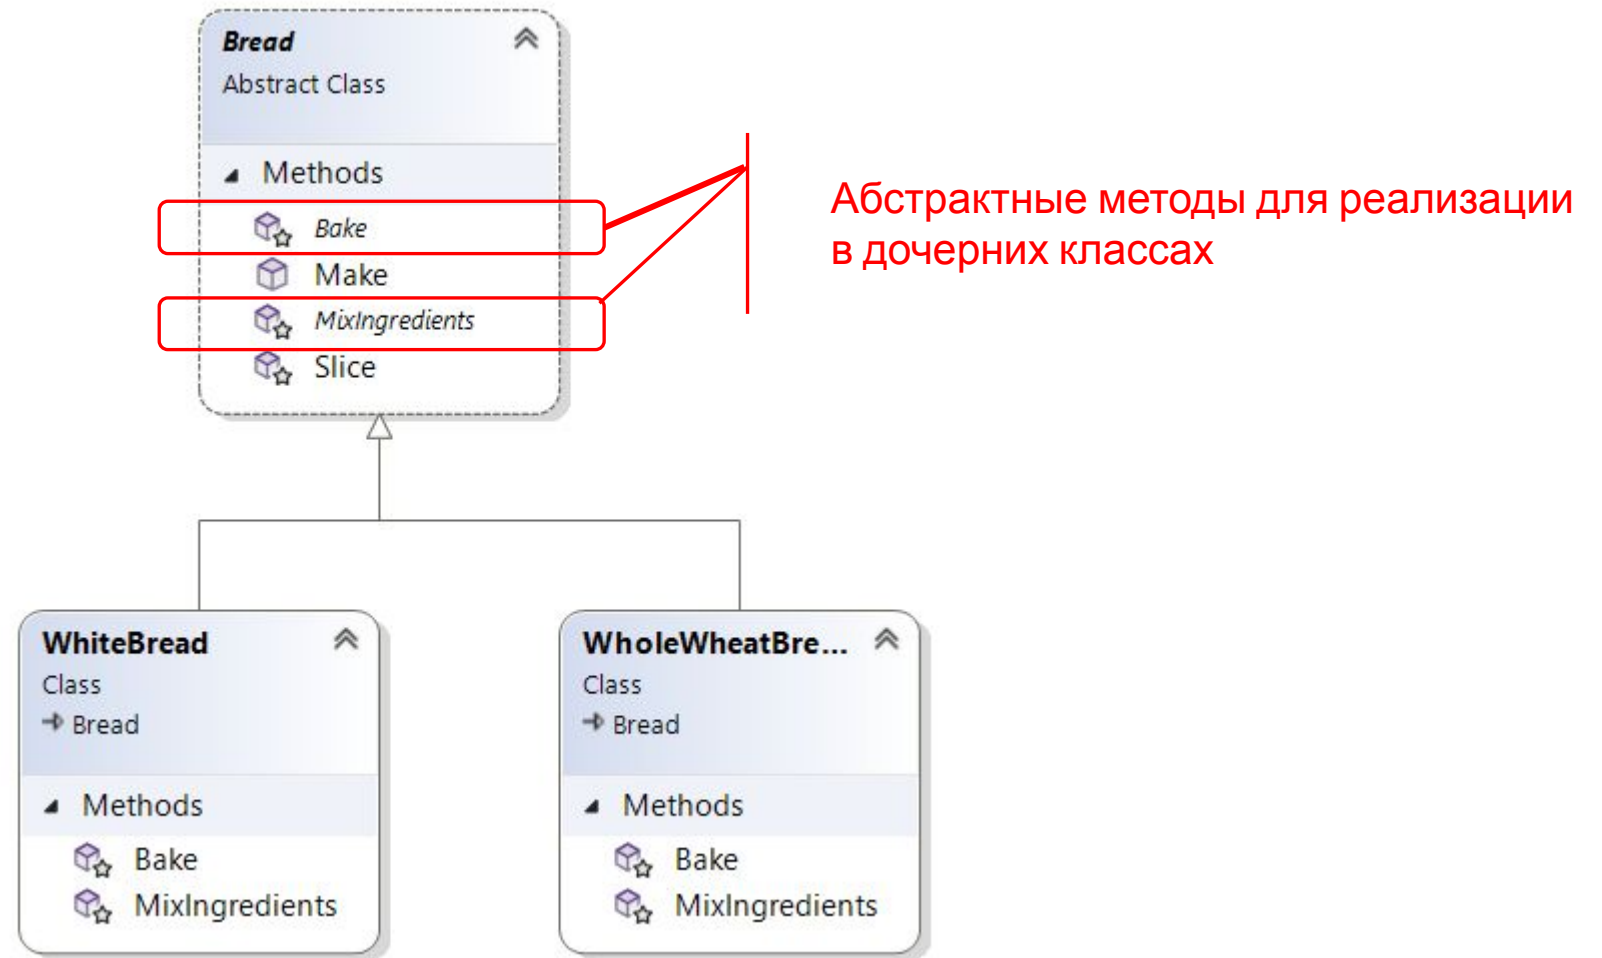 Bread
Abstract Class
Methods
Bake
Make
MixIngredients
Slice
Абстрактные методы для реализации
в дочерних классах
WhiteBread
Class
Bread
Methods
Bake
MixIngredients
WholeWheatBre...
Class
Bread
Methods
Bake
MixIngredients